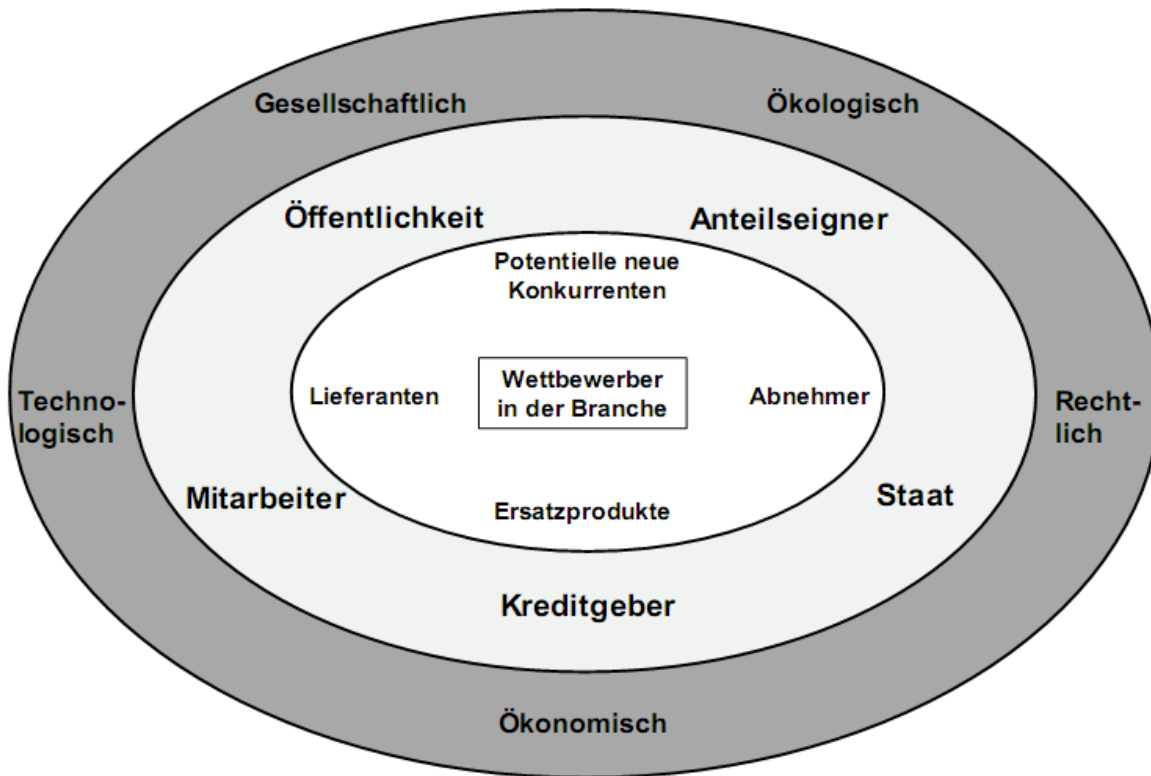 Gesellschaftlich
Ökologisch
Öffentlichkeit
Anteilseigner
Potentielle neue
Konkurrenten
Techno-
logisch
Lieferanten
Wettbewerber
in der Branche
Abnehmer
Recht-
lich
Mitarbeiter
Staat
Ersatzprodukte
Kreditgeber
Ökonomisch